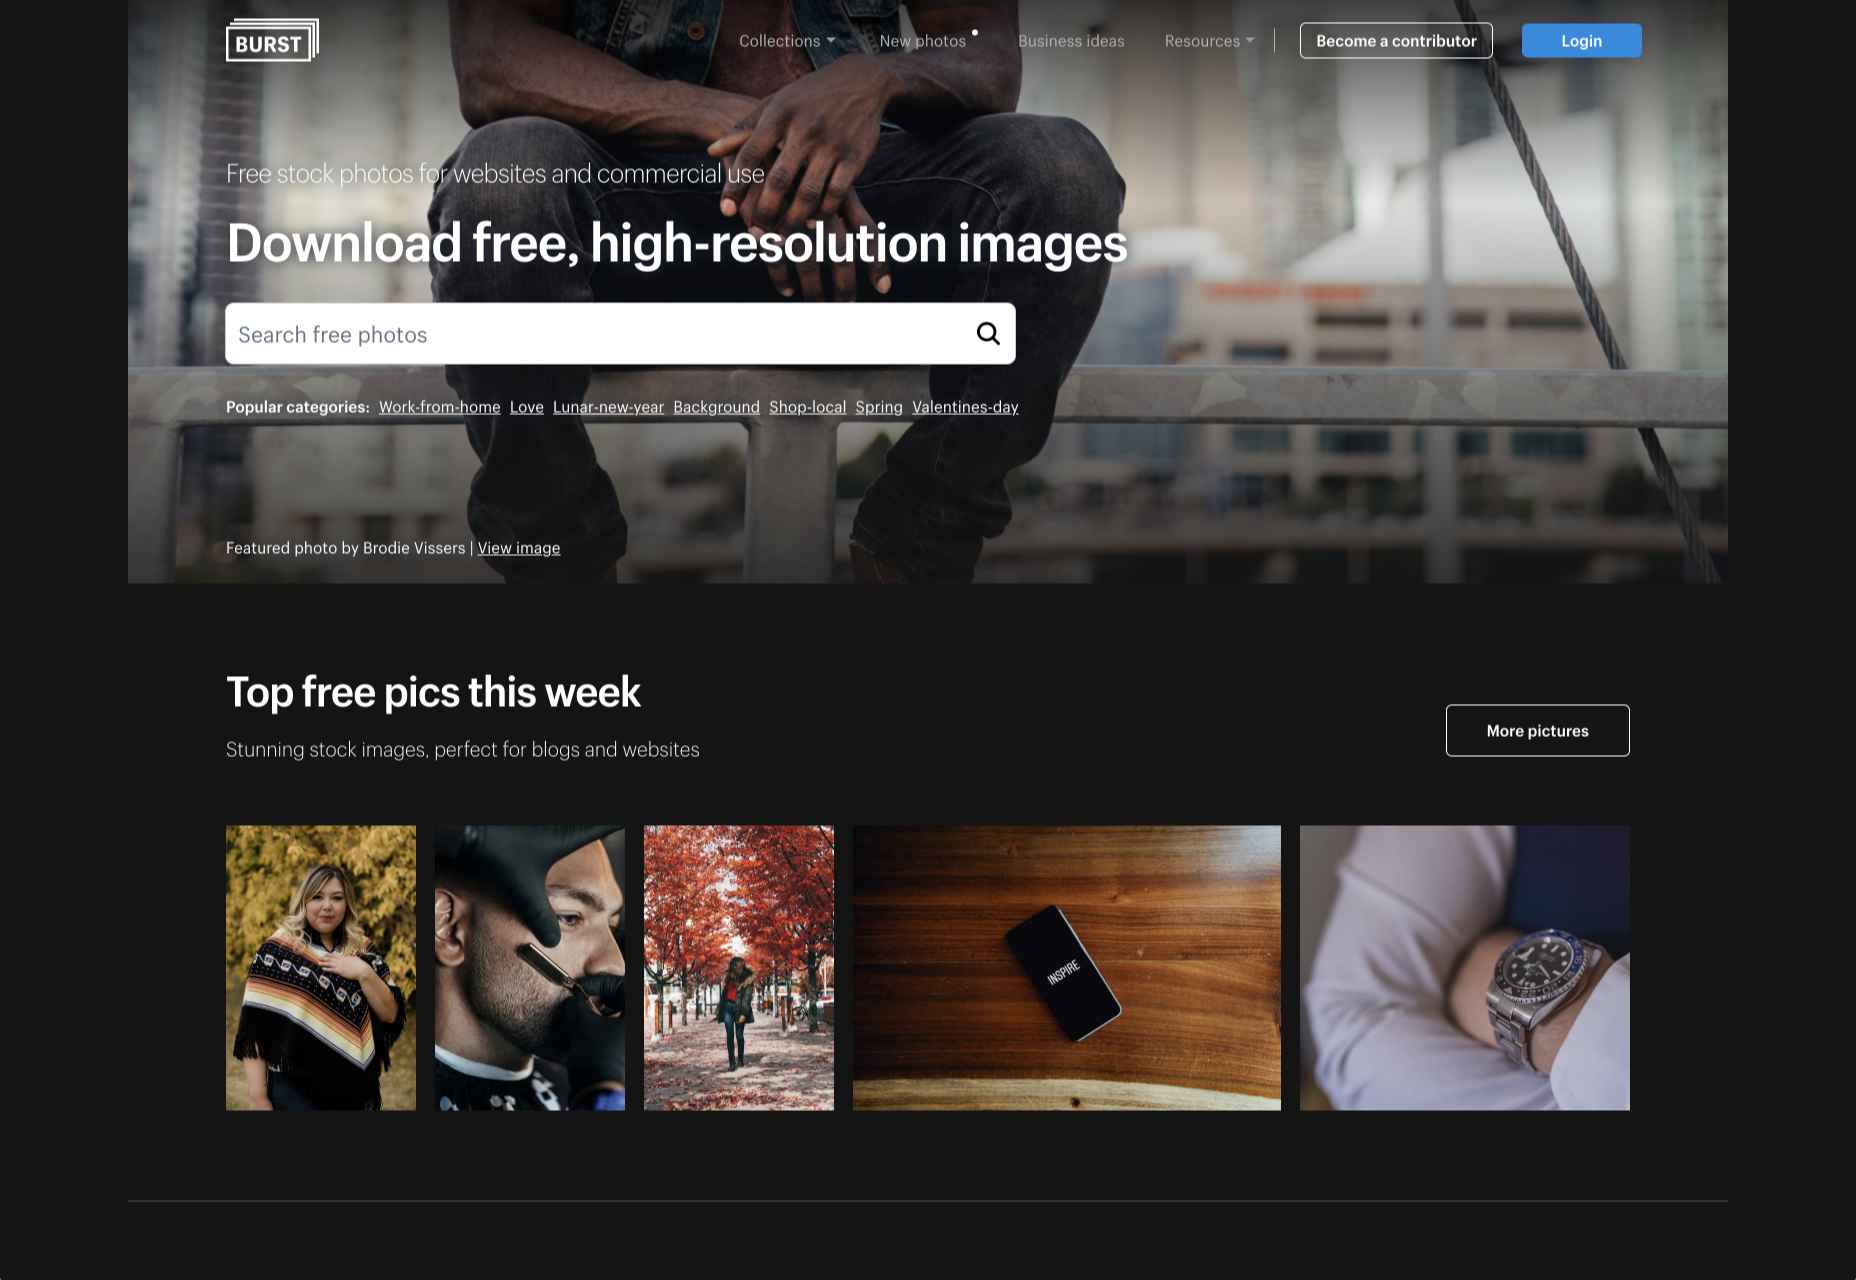 BURST
Collections New photos Business ideas Resources Become a contributor Login
Free stock photos for websites and commercial use
Download free, high-resolution images
Search free photos
Popular categories: Work-from-home Love Lunar-new-year Background Shop-local Spring Valentines-day
Featured photo by Brodie Vissers | View image
Top free pics this week
Stunning stock images, perfect for blogs and websites
More pictures
INSPIRE